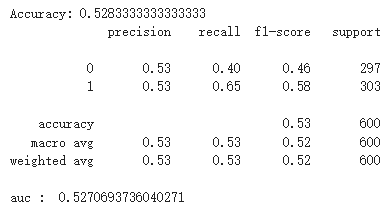 Accuracy: 0.5283333333333333
precision recall f1-score support
0 0.53 0.40 0.46 297
1 0.53 0.65 0.58 303
accuracy 0.53 600
macro avg 0.53 0.53 0.52 600
weighted avg 0.53 0.53 0.52 600
auc : 0.5270693736040271